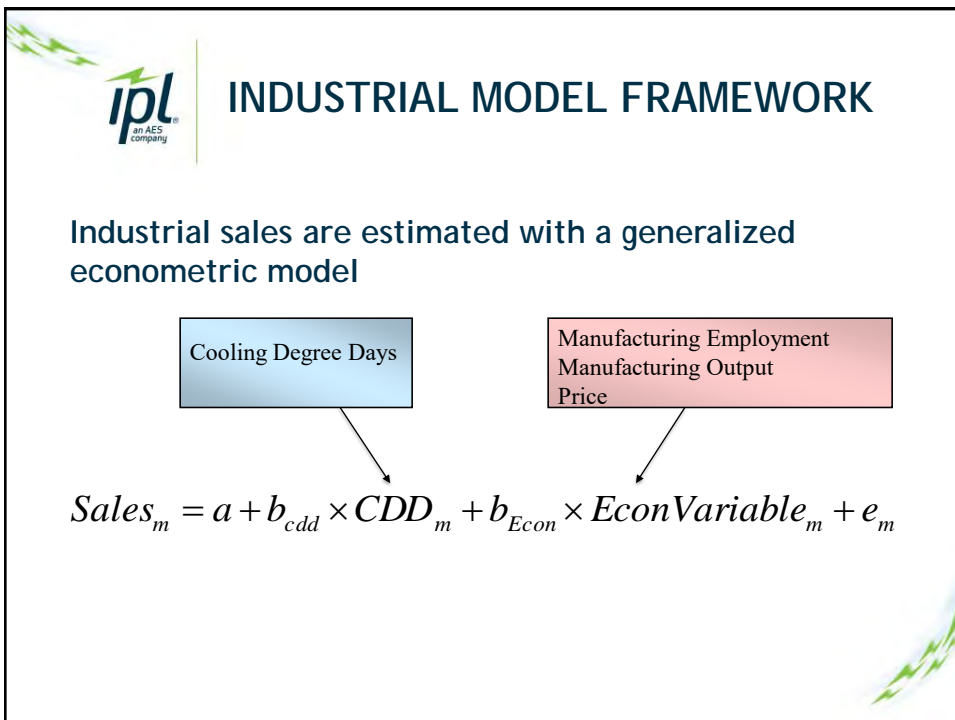 ipl®
an AES
company
INDUSTRIAL MODEL FRAMEWORK
Industrial sales are estimated with a generalized
econometric model
Cooling Degree Days
Manufacturing Employment
Manufacturing Output
Price
Sales_m = a + b_cdd × CDD_m + b_Econ × EconVariable_m + e_m